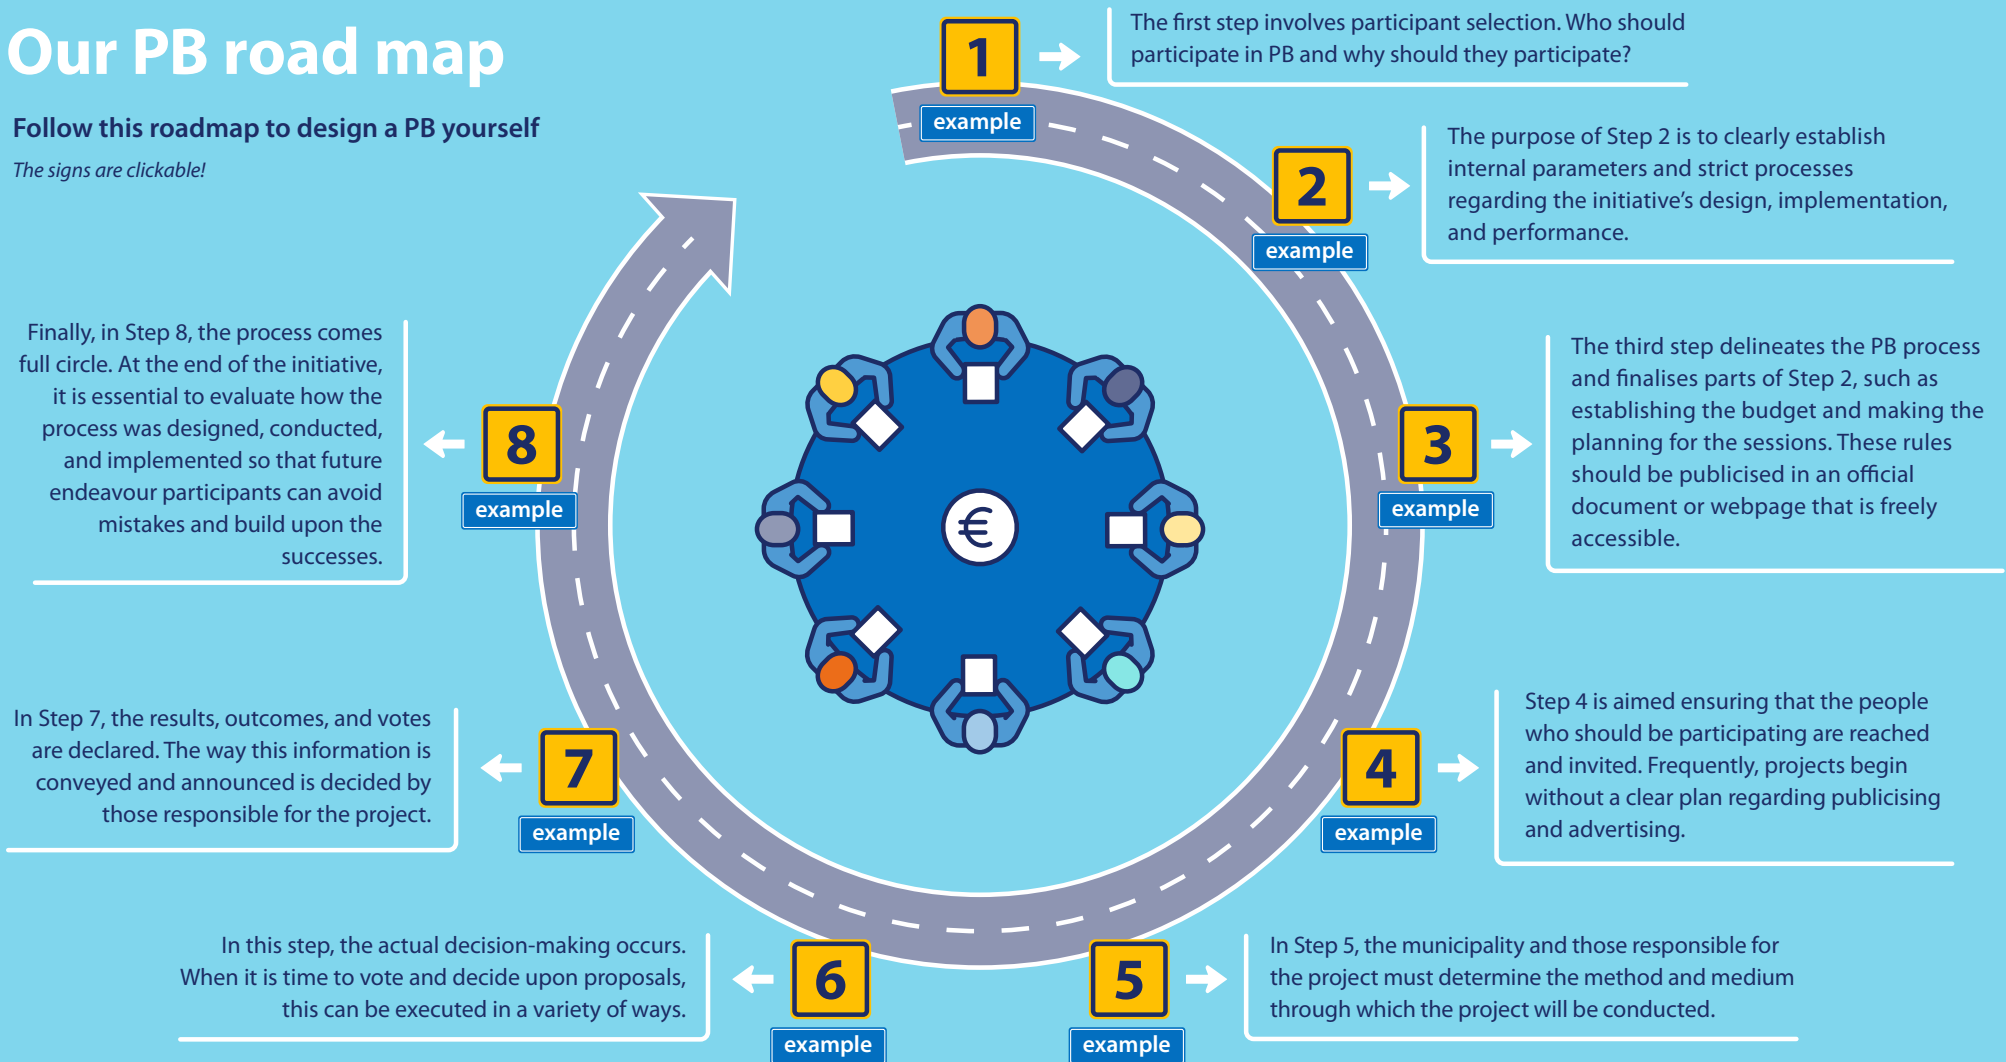 Our PB road map
Follow this roadmap to design a PB yourself
The signs are clickable!
1
example
The first step involves participant selection. Who should
participate in PB and why should they participate?
2
example
The purpose of Step 2 is to clearly establish
internal parameters and strict processes
regarding the initiative’s design, implementation,
and performance.
3
example
The third step delineates the PB process
and finalises parts of Step 2, such as
establishing the budget and making the
planning for the sessions. These rules
should be publicised in an official
document or webpage that is freely
accessible.
4
example
Step 4 is aimed ensuring that the people
who should be participating are reached
and invited. Frequently, projects begin
without a clear plan regarding publicising
and advertising.
5
example
In Step 5, the municipality and those responsible for
the project must determine the method and medium
through which the project will be conducted.
6
example
In this step, the actual decision-making occurs.
When it is time to vote and decide upon proposals,
this can be executed in a variety of ways.
7
example
In Step 7, the results, outcomes, and votes
are declared. The way this information is
conveyed and announced is decided by
those responsible for the project.
8
example
Finally, in Step 8, the process comes
full circle. At the end of the initiative,
it is essential to evaluate how the
process was designed, conducted,
and implemented so that future
endeavour participants can avoid
mistakes and build upon the
successes.
€